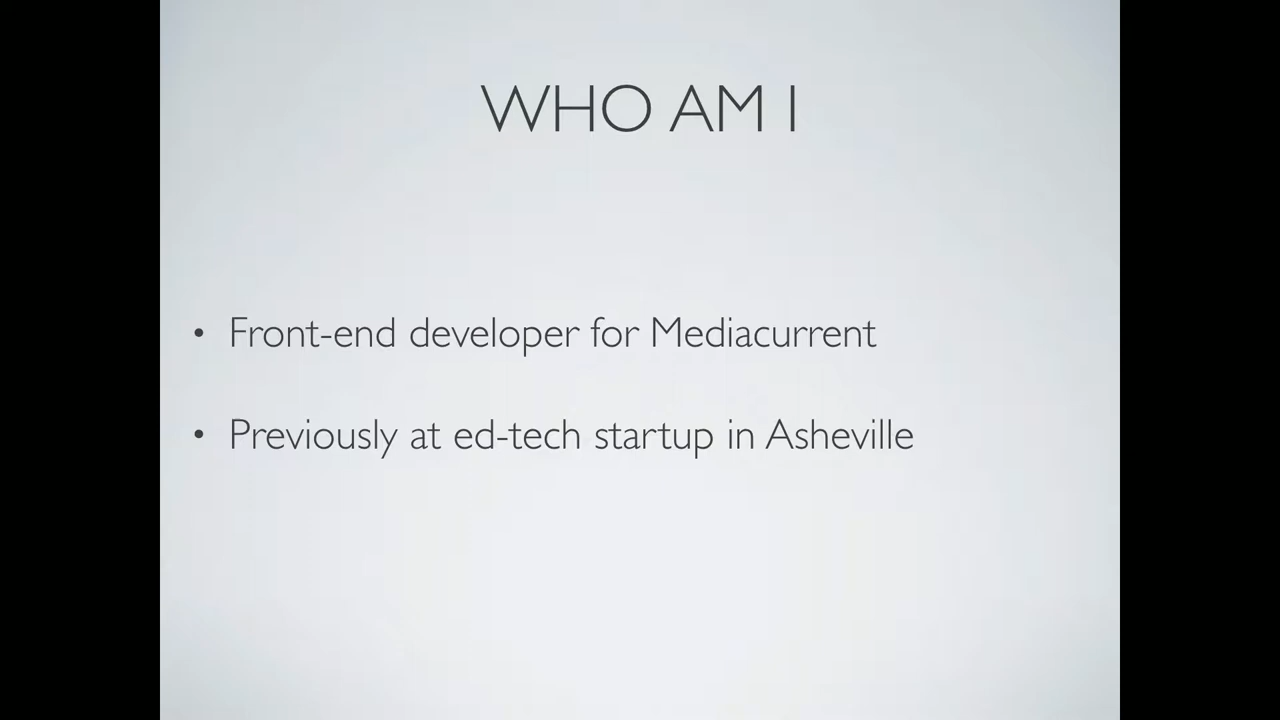 WHO AM I
• Front-end developer for Mediacurrent
• Previously at ed-tech startup in Asheville